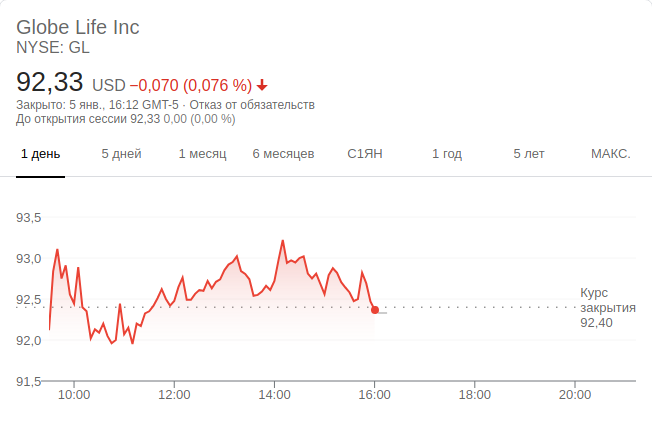 Globe Life Inc
NYSE: GL
92,33 USD −0,070 (0,076 %)
Закрыто: 5 янв., 16:12 GMT-5 · Отказ от обязательств
До открытия сессии 92,33 0,00 (0,00 %)
1 день 5 дней 1 месяц 6 месяцев С1ЯН 1 год 5 лет МАКС.
93,5
93,0
92,5
92,0
91,5
Курс
закрытия
92,40
10:00 12:00 14:00 16:00 18:00 20:00